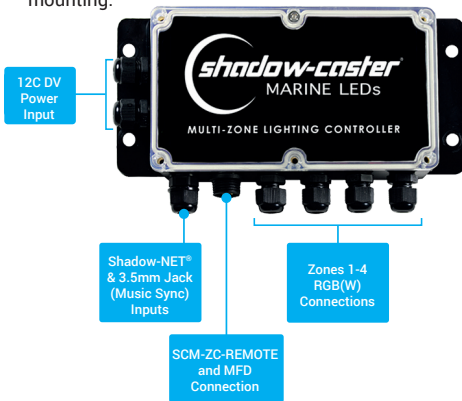 mounting.
shadow-caster®
MARINE LEDs
MULTI-ZONE LIGHTING CONTROLLER
12C DV
Power
Input
Shadow-NET®
& 3.5mm Jack
(Music Sync)
Inputs
Zones 1-4
RGB(W)
Connections
SCM-ZC-REMOTE
and MFD
Connection